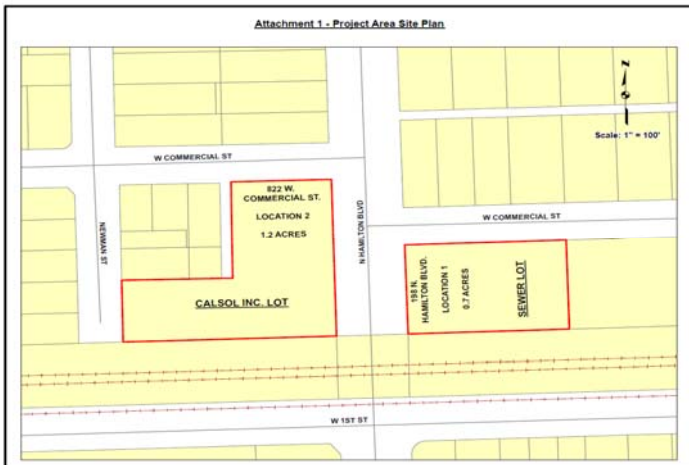 Attachment 1 - Project Area Site Plan
N
Scale: 1" = 100'
W COMMERCIAL ST
822 W.
COMMERCIAL ST.
LOCATION 2
1.2 ACRES
NEWMAN ST
N HAMILTON BLVD
W COMMERCIAL ST
CALSOL INC. LOT
198 N.
HAMILTON BLVD.
LOCATION 1
0.7 ACRES
SEWER LOT
W 1ST ST